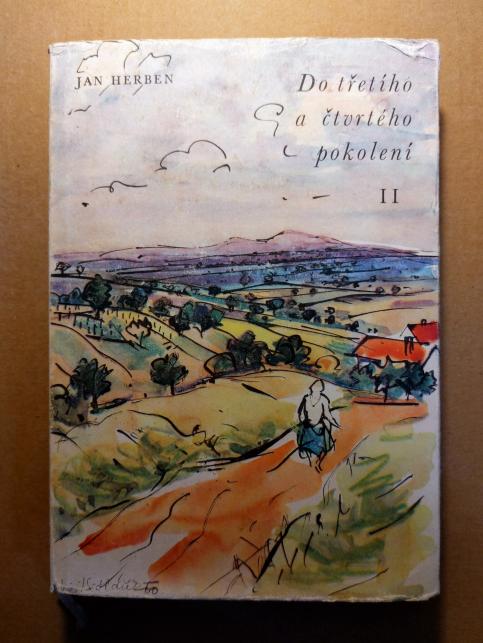 JAN HERBEN
Do třetího
a čtvrtého
pokolení
II